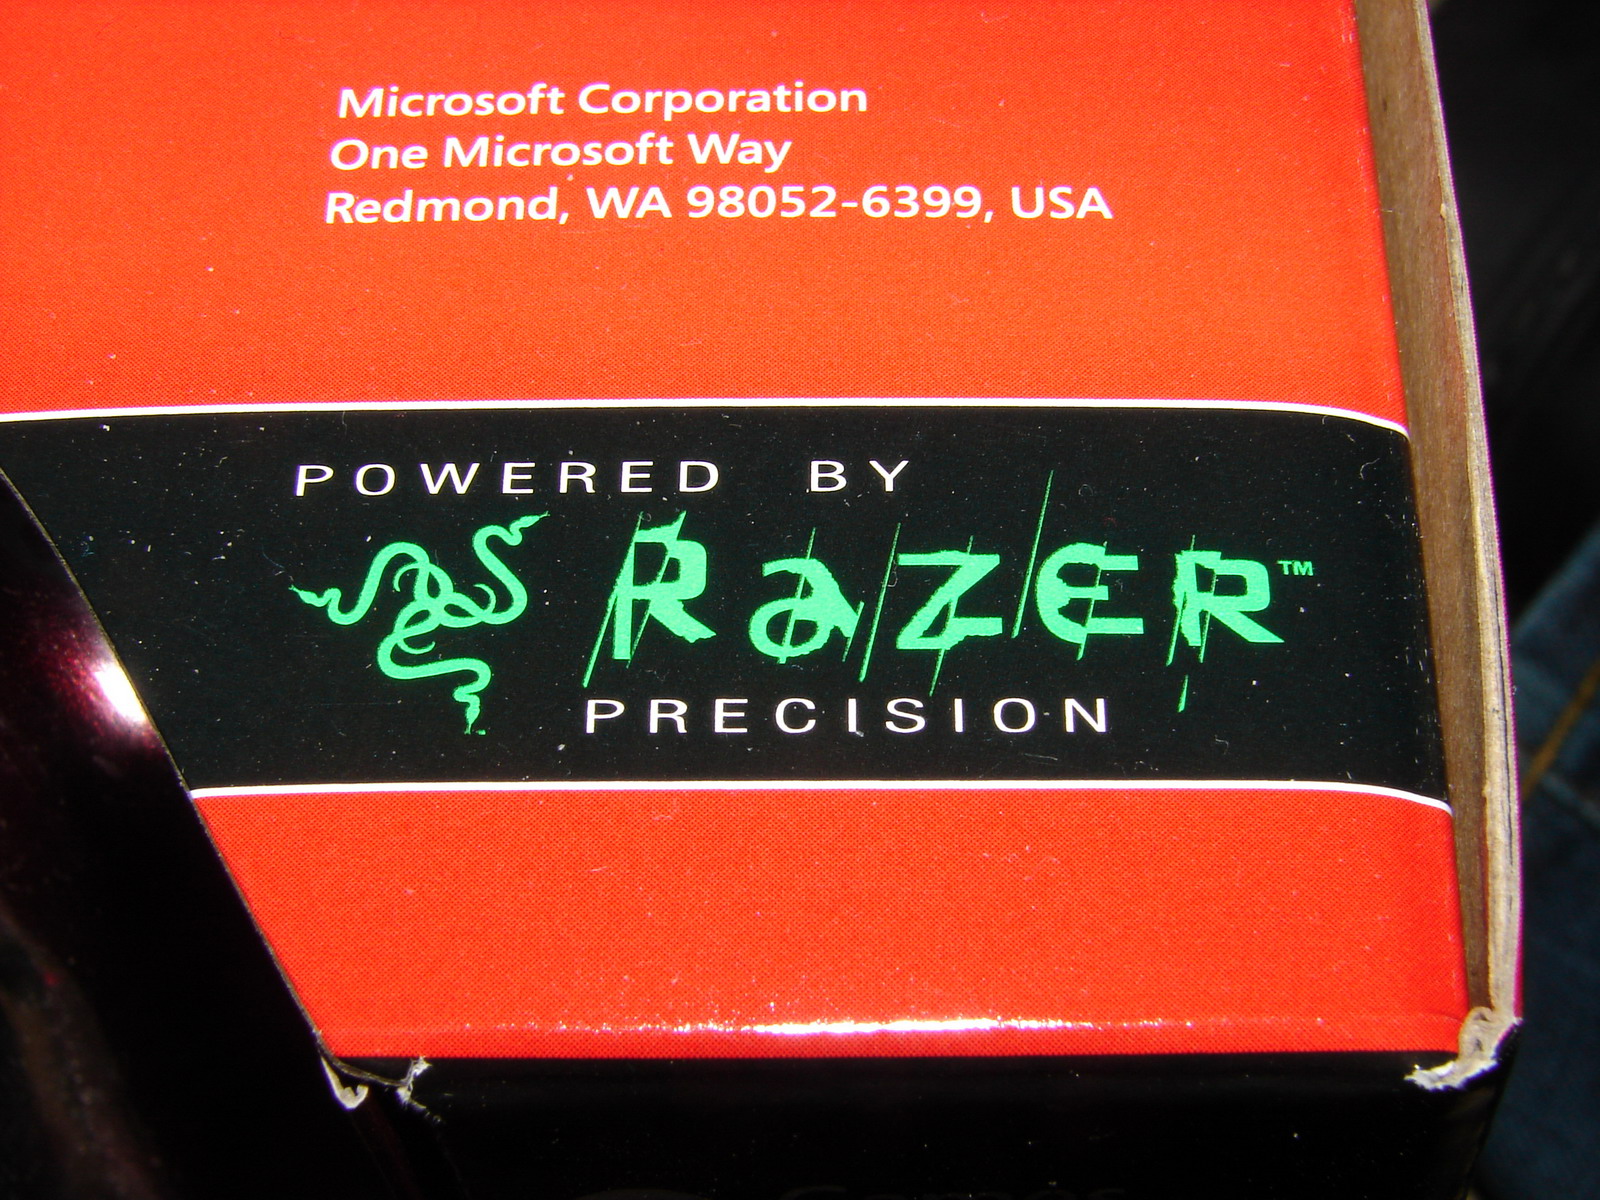 Microsoft Corporation
One Microsoft Way
Redmond, WA 98052-6399, USA
POWERED BY
RaZER™
PRECISION